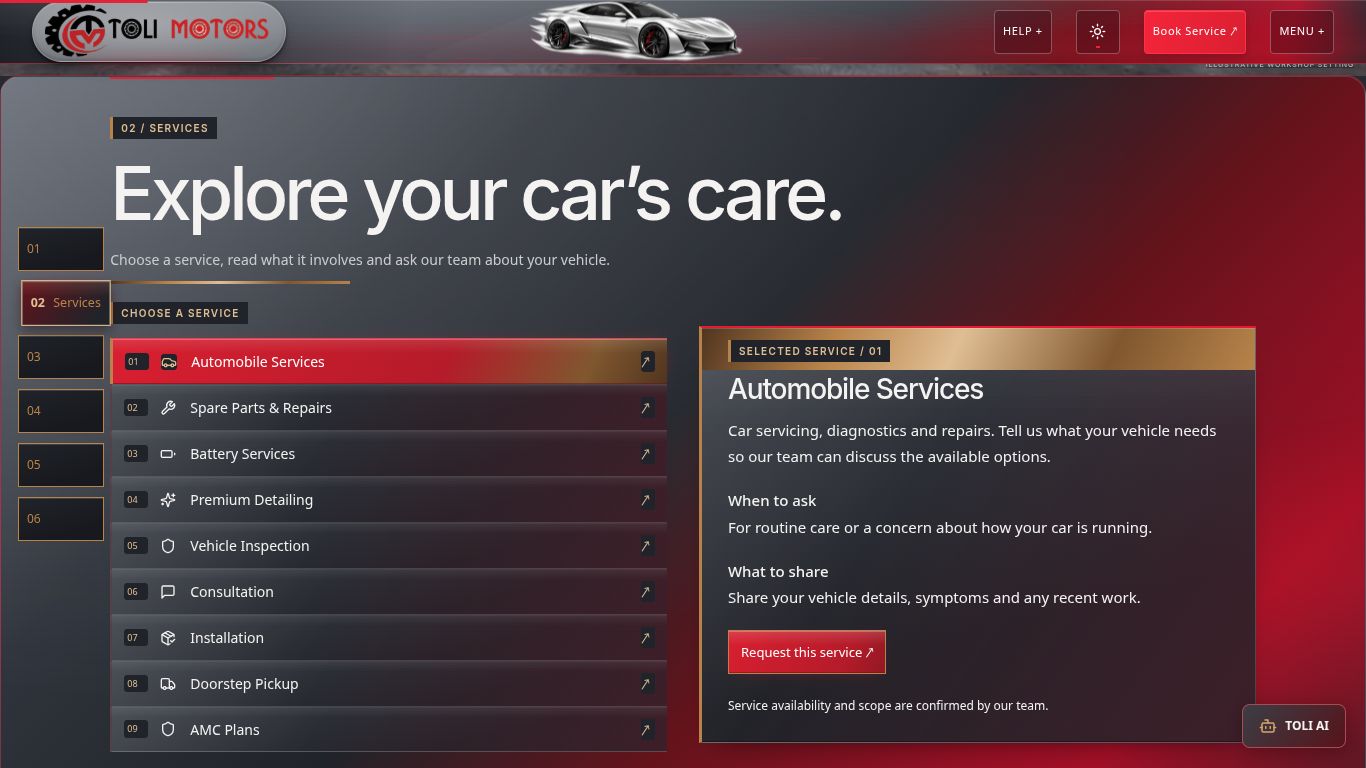 TOLI MOTORS
HELP +
Book Service ↗
MENU +
ILLUSTRATIVE WORKSHOP SETTING
02 / SERVICES
Explore your car’s care.
Choose a service, read what it involves and ask our team about your vehicle.
01
02 Services
03
04
05
06
CHOOSE A SERVICE
01 Automobile Services ↗
02 Spare Parts & Repairs ↗
03 Battery Services ↗
04 Premium Detailing ↗
05 Vehicle Inspection ↗
06 Consultation ↗
07 Installation ↗
08 Doorstep Pickup ↗
09 AMC Plans ↗
SELECTED SERVICE / 01
Automobile Services
Car servicing, diagnostics and repairs. Tell us what your vehicle needs
so our team can discuss the available options.
When to ask
For routine care or a concern about how your car is running.
What to share
Share your vehicle details, symptoms and any recent work.
Request this service ↗
Service availability and scope are confirmed by our team.
TOLI AI